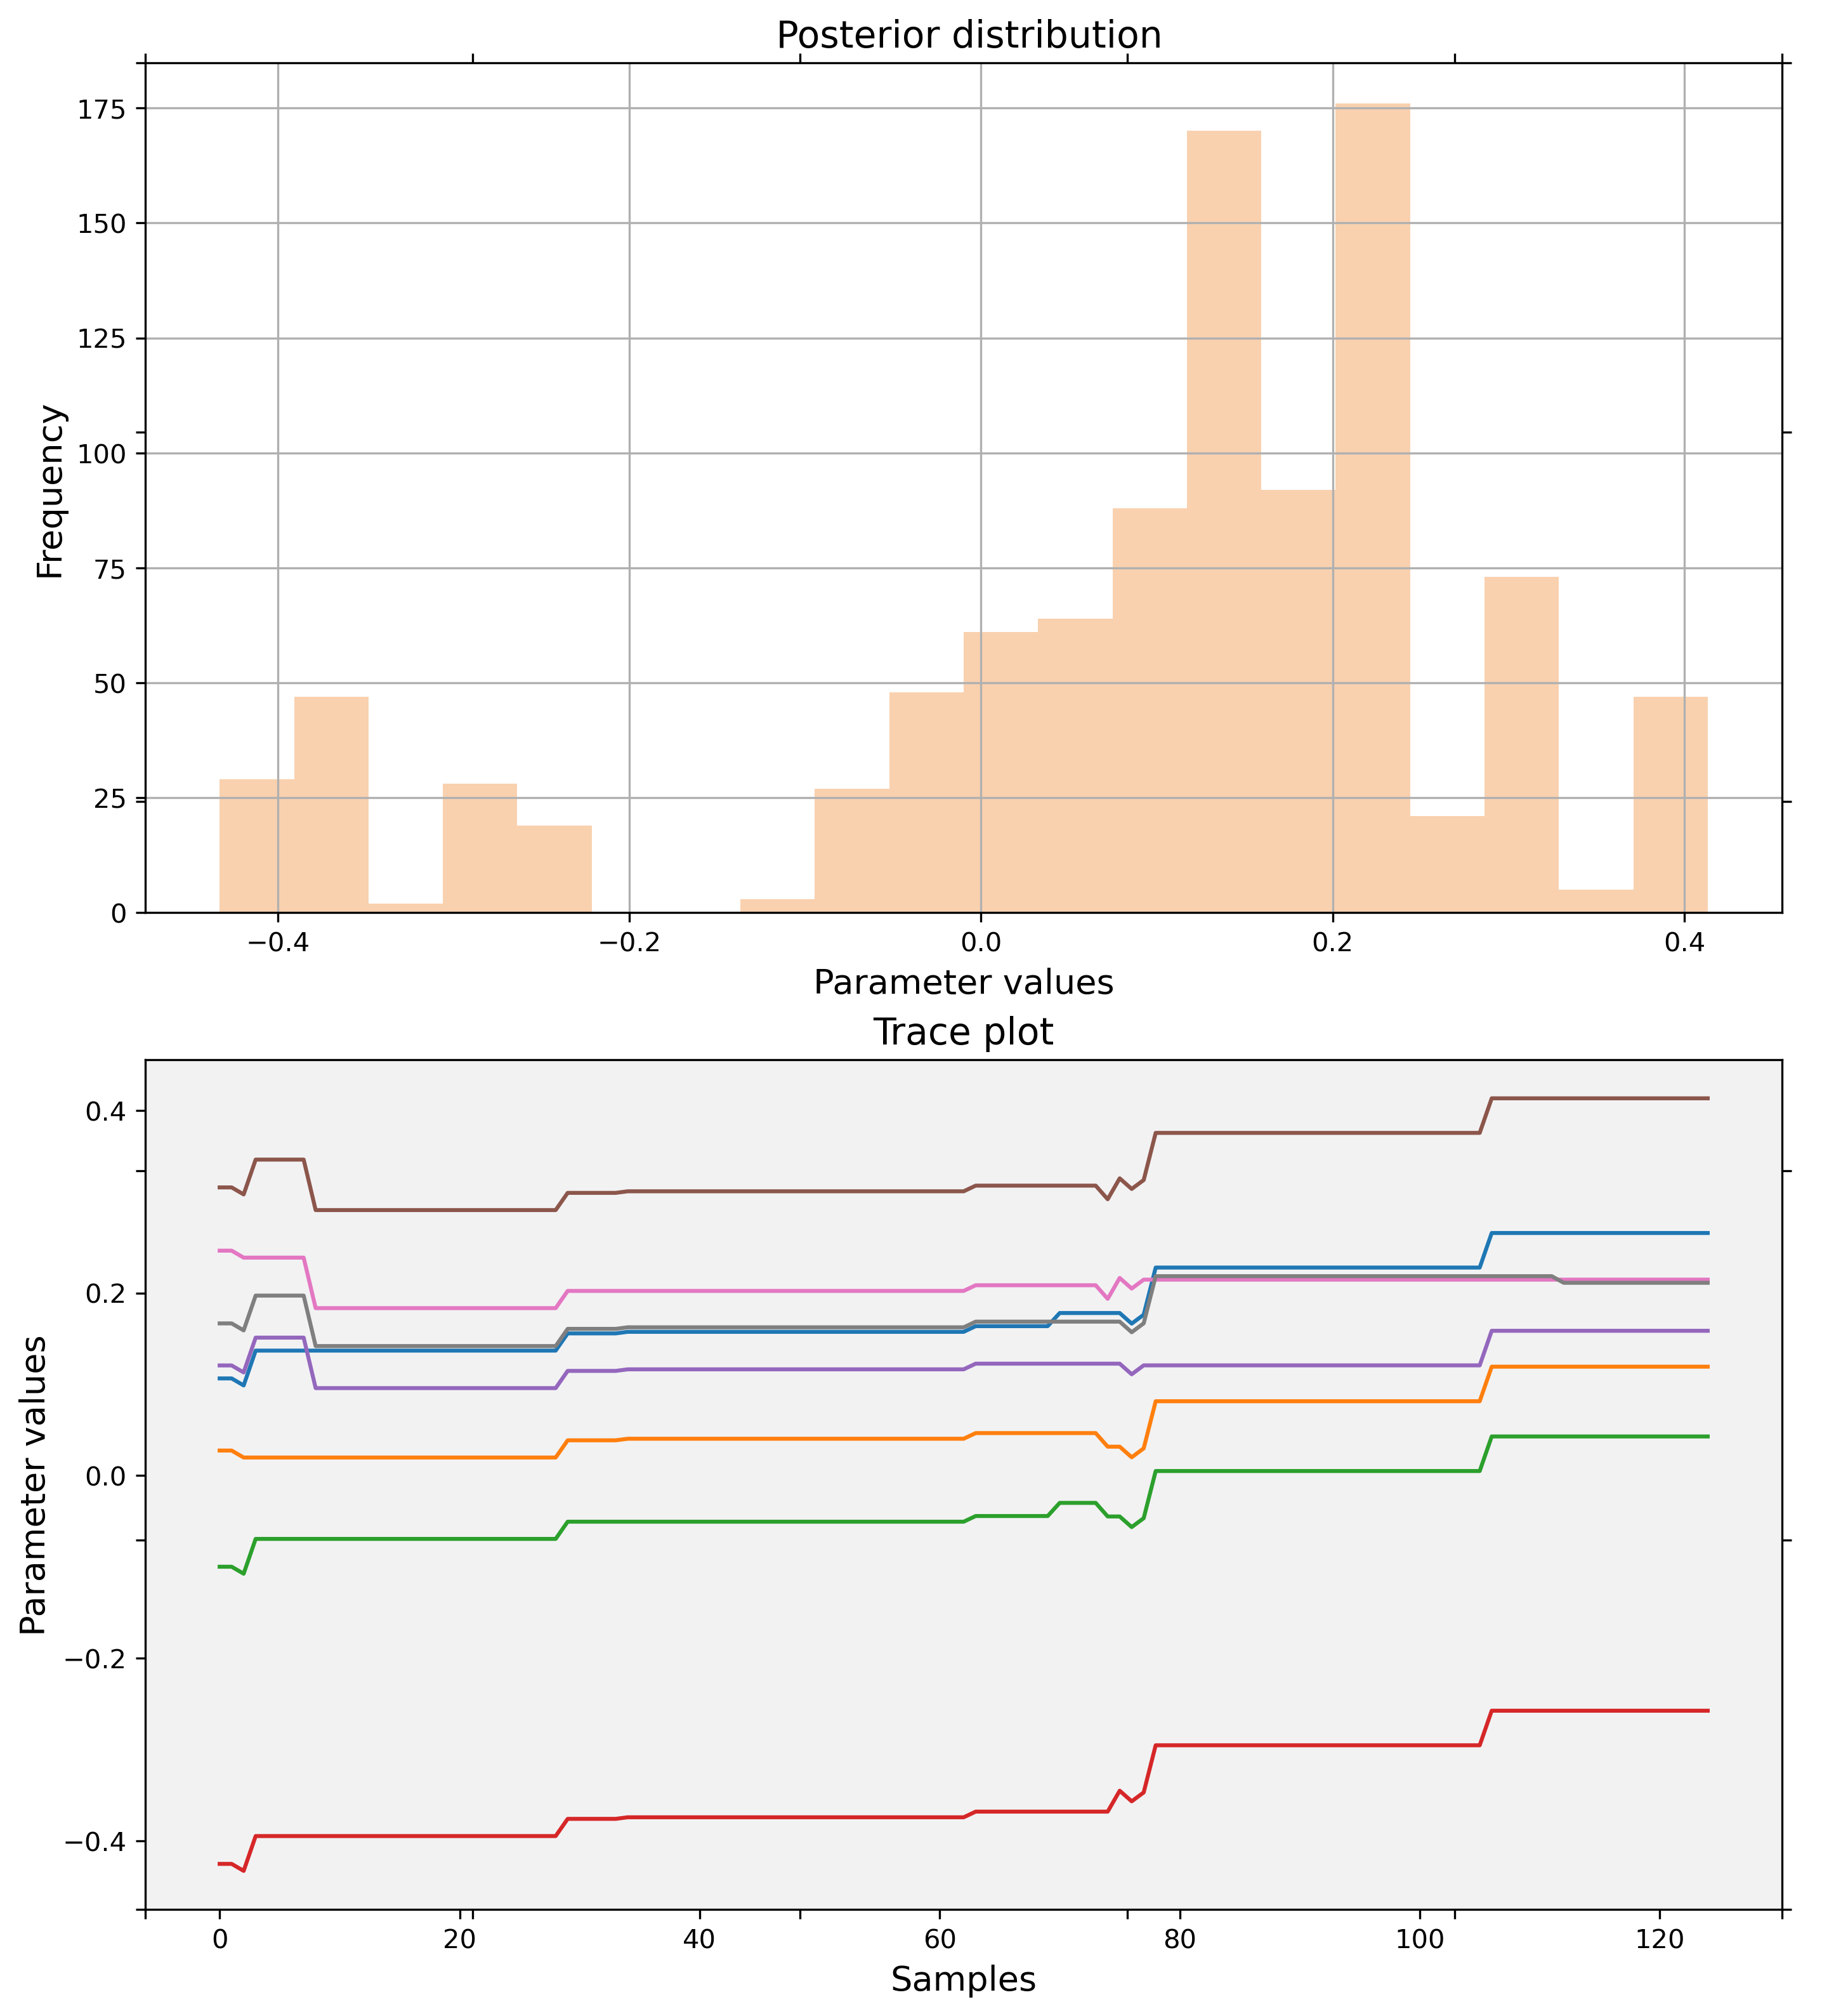 Posterior distribution
175
150
125
100
75
50
25
0
Frequency
−0.4 −0.2 0.0 0.2 0.4
Parameter values
Trace plot
0.4
0.2
0.0
−0.2
−0.4
Parameter values
0 20 40 60 80 100 120
Samples